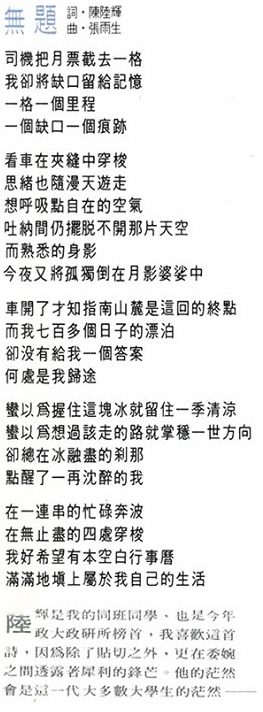 無題
詞・陳陸輝
曲・張雨生
司機把月票截去一格
我卻將缺口留給記憶
一格一個里程
一個缺口一個痕跡
看車在夾縫中穿梭
思緒也隨漫天遊走
想呼吸點自在的空氣
吐納間仍擺脫不開那片天空
而熟悉的身影
今夜又將孤獨倒在月影婆娑中
車開了才知指南山麓是這回的終點
而我七百多個日子的漂泊
卻没有給我一個答案
何處是我歸途
蠻以爲握住這塊冰就留住一季清涼
蠻以爲想過該走的路就掌穩一世方向
卻總在冰融盡的刹那
點醒了一再沈醉的我
在一連串的忙碌奔波
在無止盡的四處穿梭
我好希望有本空白行事曆
滿滿地塡上屬於我自己的生活
陸輝是我的同班同學、也是今年
政大政研所榜首，我喜歡這首
詩，因爲除了貼切之外，更在委婉
之間透露著犀利的鋒芒。他的茫然
會是這一代大多數大學生的茫然——